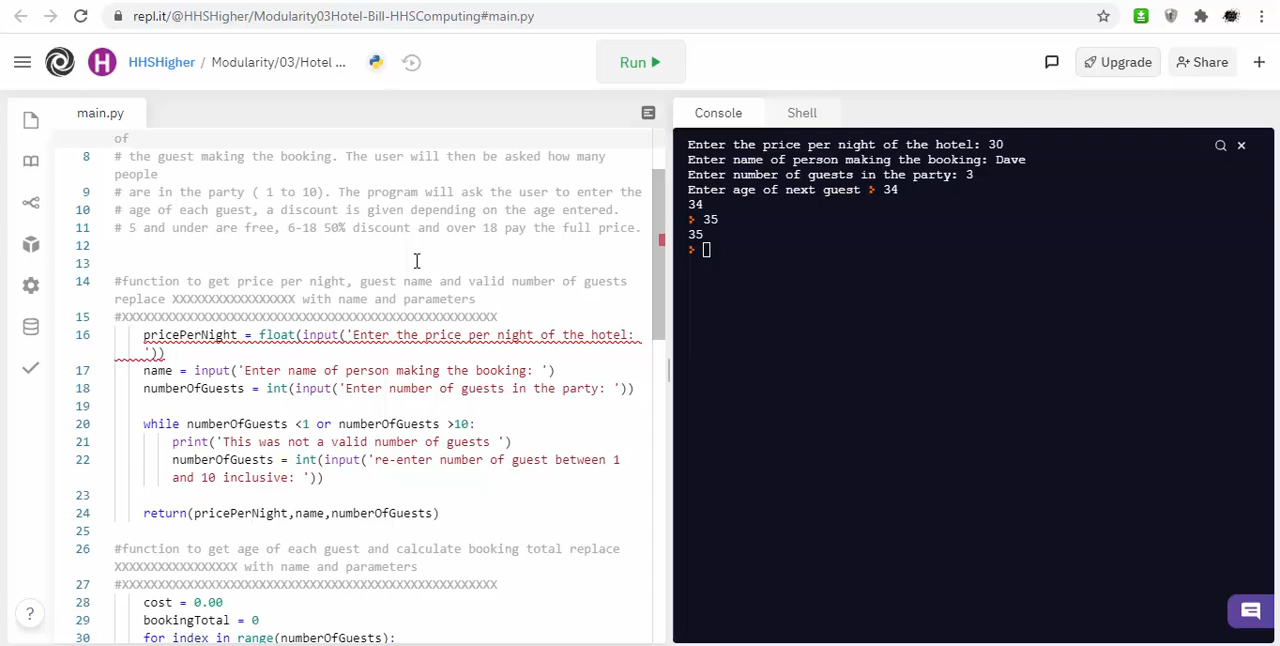 repl.it/@HHSHigher/Modularity03Hotel-Bill-HHSComputing#main.py
H HHSHigher / Modularity/03/Hotel ... Run Upgrade Share
main.py
Console Shell
of
8 # the guest making the booking. The user will then be asked how many
people
9 # are in the party ( 1 to 10). The program will ask the user to enter the
10 # age of each guest, a discount is given depending on the age entered.
11 # 5 and under are free, 6-18 50% discount and over 18 pay the full price.
12
13
14 #function to get price per night, guest name and valid number of guests
replace XXXXXXXXXXXXXXXXX with name and parameters
15 #XXXXXXXXXXXXXXXXXXXXXXXXXXXXXXXXXXXXXXXXXXXXXXXXXXXX
16 pricePerNight = float(input('Enter the price per night of the hotel:
'))
17 name = input('Enter name of person making the booking: ')
18 numberOfGuests = int(input('Enter number of guests in the party: '))
19
20 while numberOfGuests <1 or numberOfGuests >10:
21 print('This was not a valid number of guests ')
22 numberOfGuests = int(input('re-enter number of guest between 1
and 10 inclusive: '))
23
24 return(pricePerNight,name,numberOfGuests)
25
26 #function to get age of each guest and calculate booking total replace
XXXXXXXXXXXXXXXXX with name and parameters
27 #XXXXXXXXXXXXXXXXXXXXXXXXXXXXXXXXXXXXXXXXXXXXXXXXXXXX
28 cost = 0.00
29 bookingTotal = 0
30 for index in range(numberOfGuests):
?
Enter the price per night of the hotel: 30
Enter name of person making the booking: Dave
Enter number of guests in the party: 3
Enter age of next guest > 34
34
> 35
35
>